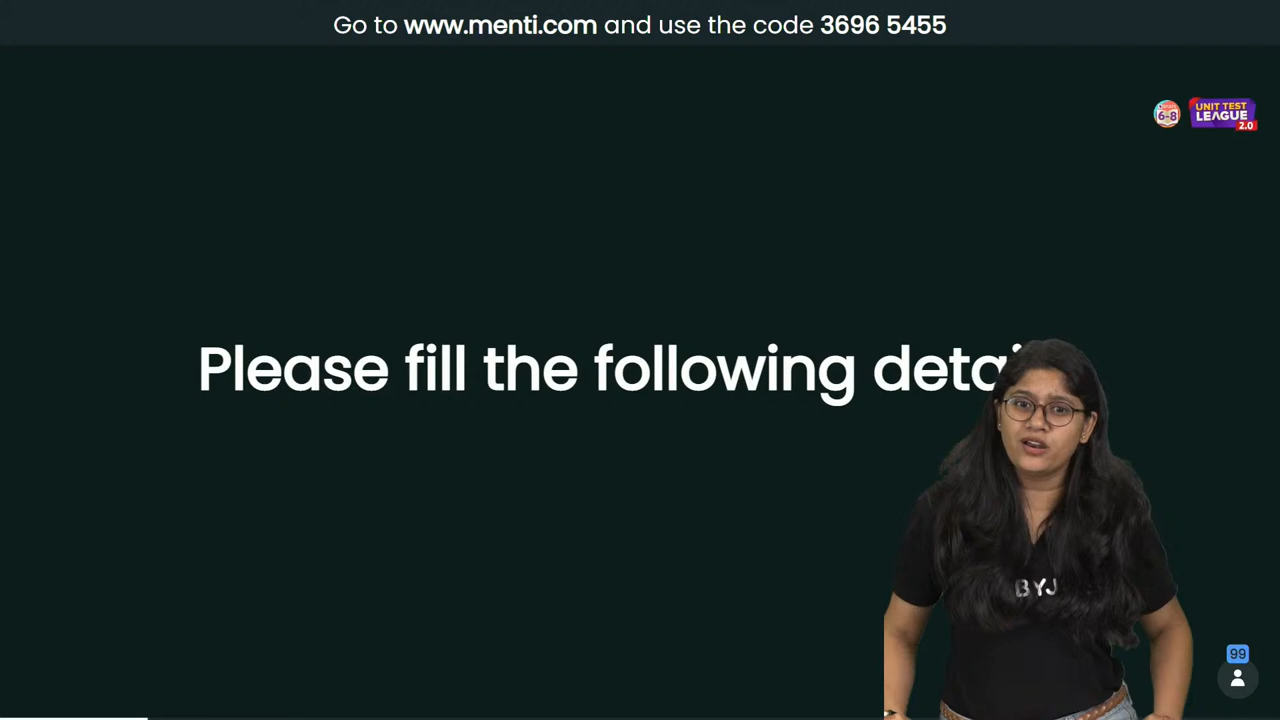 Go to www.menti.com and use the code 3696 5455
6-8
UNIT TEST
LEAGUE
2.0
Please fill the following detai
BYJ
99